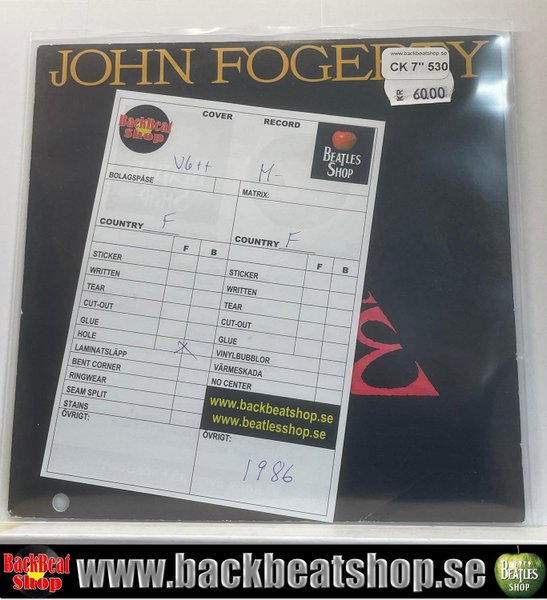 JOHN FOGERTY
www.backbeatshop.se
CK 7" 530
KR 60.00
COVER RECORD
BackBeat
Shop
BEATLES
SHOP
VG++ M-
BOLAGSPÅSE MATRIX:
COUNTRY F COUNTRY F
F B F B
STICKER STICKER
WRITTEN WRITTEN
TEAR TEAR
CUT-OUT CUT-OUT
GLUE GLUE
HOLE VINYLBUBBLOR
LAMINATSLÄPP X VÄRMESKADA
BENT CORNER NO CENTER
RINGWEAR
SEAM SPLIT
STAINS
www.backbeatshop.se
www.beatlesshop.se
ÖVRIGT: ÖVRIGT:
1986
BackBeat
Shop
www.backbeatshop.se
BEATLES
SHOP